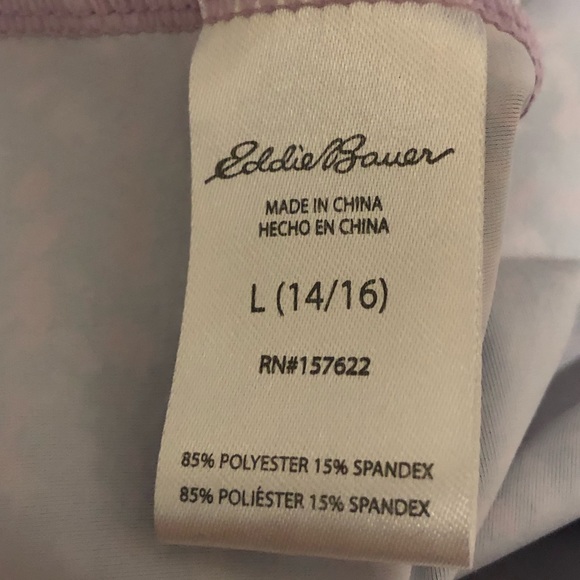 Eddie Bauer
MADE IN CHINA
HECHO EN CHINA
L (14/16)
RN#157622
85% POLYESTER 15% SPANDEX
85% POLIÉSTER 15% SPANDEX